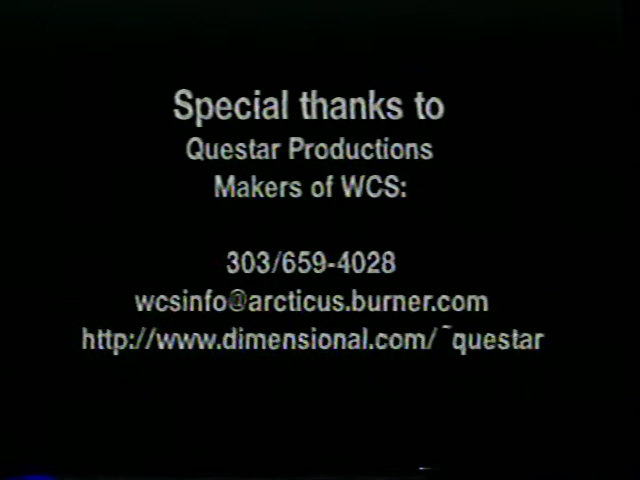 Special thanks to
Questar Productions
Makers of WCS:
303/659-4028
wcsinfo@arcticus.burner.com
http://www.dimensional.com/~questar